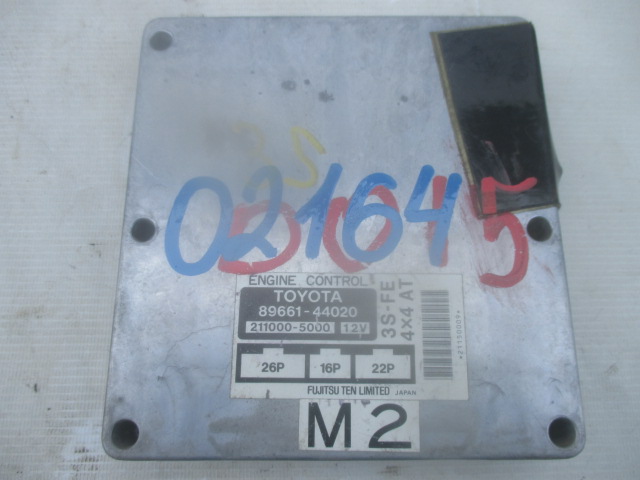 021644
ENGINE CONTROL
TOYOTA
89661-44020
211000-5000 12V
3S-FE
4x4 AT
26P 16P 22P
FUJITSU TEN LIMITED JAPAN
M2